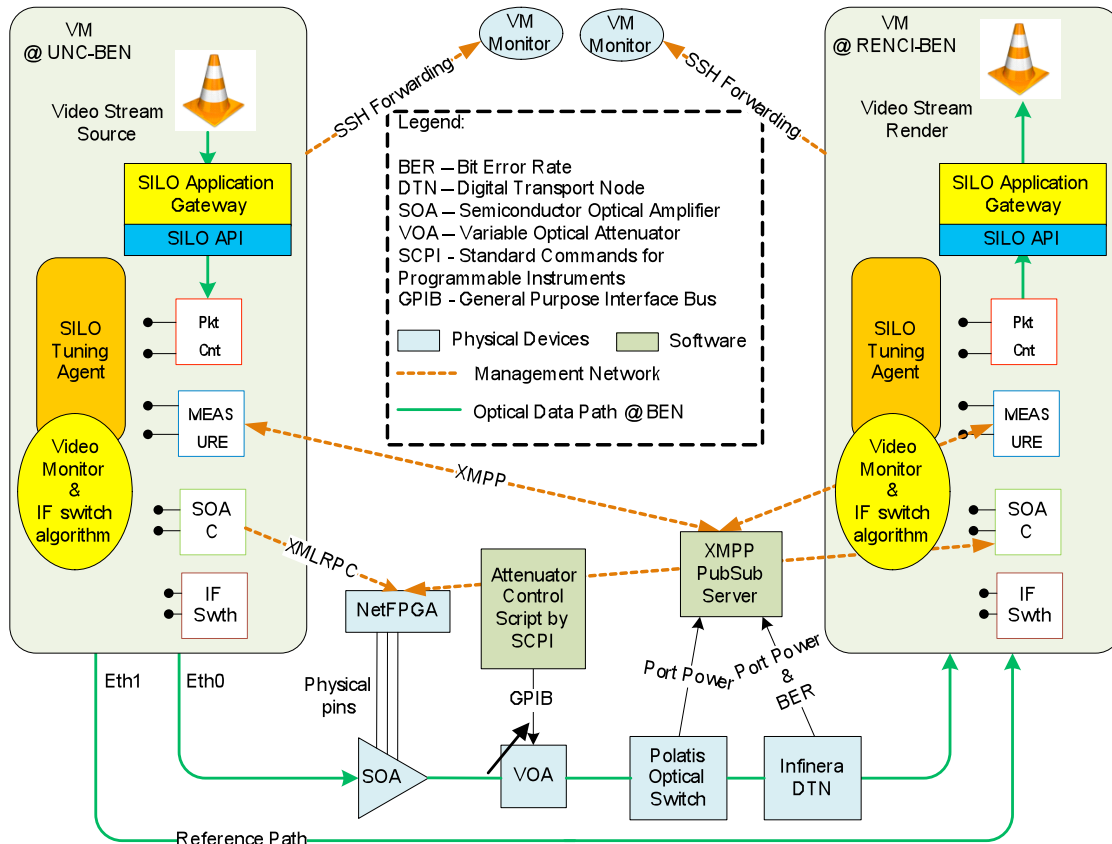 VM
@ UNC-BEN
Video Stream
Source
SILO Application
Gateway
SILO API
SILO
Tuning
Agent
Pkt
Cnt
MEAS
URE
Video
Monitor
&
IF switch
algorithm
SOA
C
IF
Swth
Eth1
Eth0
VM
Monitor
VM
Monitor
SSH Forwarding
SSH Forwarding
Legend:
BER – Bit Error Rate
DTN – Digital Transport Node
SOA – Semiconductor Optical Amplifier
VOA – Variable Optical Attenuator
SCPI - Standard Commands for
Programmable Instruments
GPIB - General Purpose Interface Bus
Physical Devices
Software
Management Network
Optical Data Path @BEN
XMPP
XMLRPC
NetFPGA
Attenuator
Control
Script by
SCPI
XMPP
PubSub
Server
Physical
pins
GPIB
Port Power
Port Power
&
BER
SOA
VOA
Polatis
Optical
Switch
Infinera
DTN
Reference Path
VM
@ RENCI-BEN
Video Stream
Render
SILO Application
Gateway
SILO API
SILO
Tuning
Agent
Pkt
Cnt
MEAS
URE
Video
Monitor
&
IF switch
algorithm
SOA
C
IF
Swth